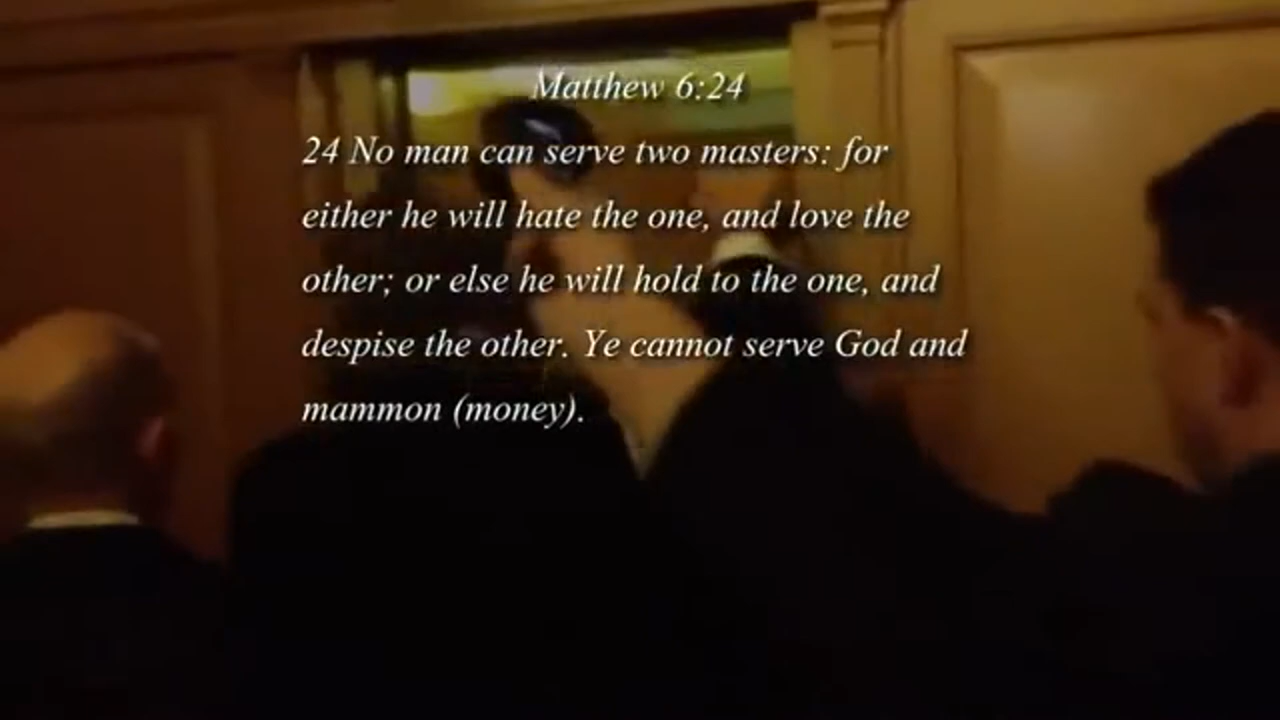 Matthew 6:24
24 No man can serve two masters: for
either he will hate the one, and love the
other; or else he will hold to the one, and
despise the other. Ye cannot serve God and
mammon (money).